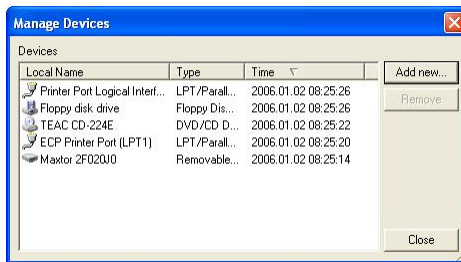 Manage Devices
Devices
Local Name Type Time
Printer Port Logical Interf... LPT/Parall... 2006.01.02 08:25:26
Floppy disk drive Floppy Dis... 2006.01.02 08:25:26
TEAC CD-224E DVD/CD D... 2006.01.02 08:25:22
ECP Printer Port (LPT1) LPT/Parall... 2006.01.02 08:25:20
Maxtor 2F020J0 Removable... 2006.01.02 08:25:14
Add new...
Remove
Close